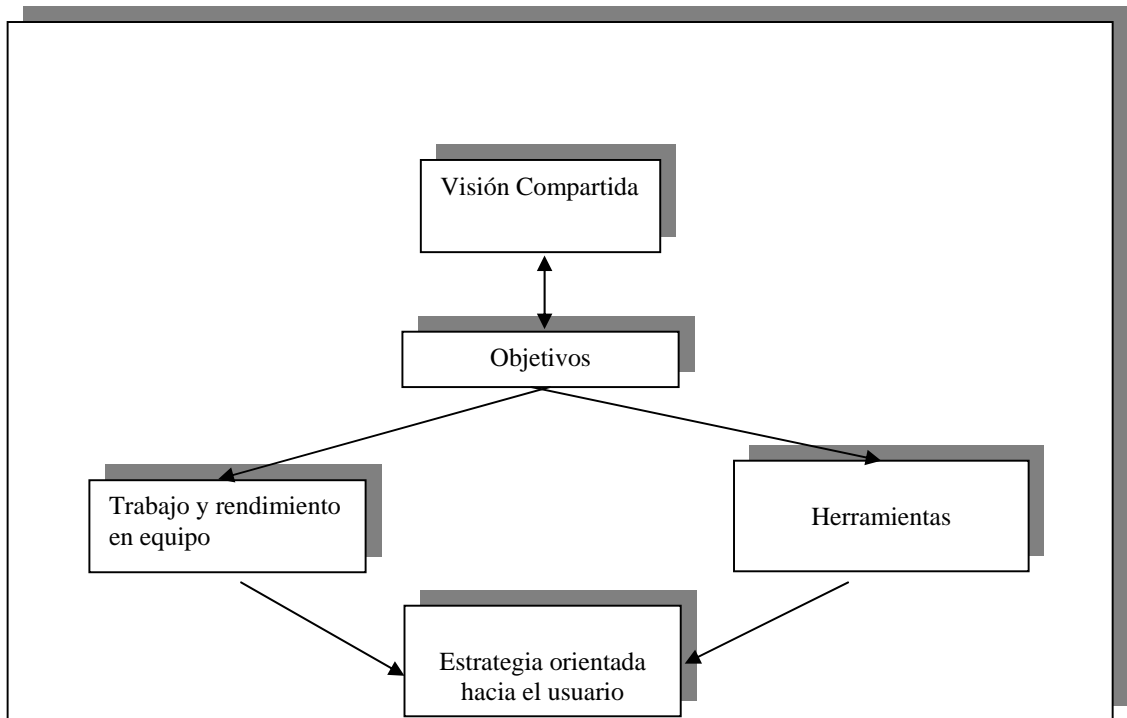 Visión Compartida
Objetivos
Trabajo y rendimiento
en equipo
Herramientas
Estrategia orientada
hacia el usuario